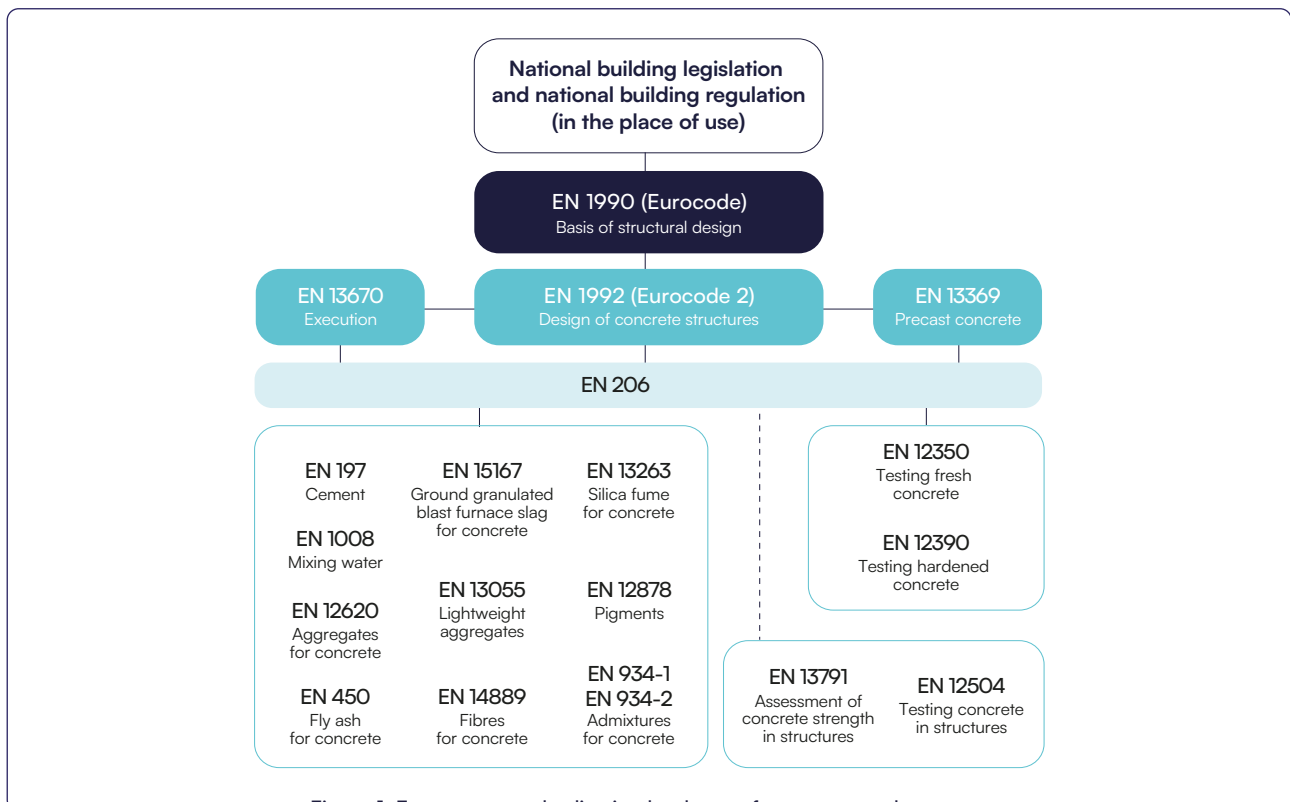 National building legislation
and national building regulation
(in the place of use)
EN 1990 (Eurocode)
Basis of structural design
EN 13670
Execution
EN 1992 (Eurocode 2)
Design of concrete structures
EN 13369
Precast concrete
EN 206
EN 197
Cement
EN 1008
Mixing water
EN 12620
Aggregates
for concrete
EN 450
Fly ash
for concrete
EN 15167
Ground granulated
blast furnace slag
for concrete
EN 13055
Lightweight
aggregates
EN 14889
Fibres
for concrete
EN 13263
Silica fume
for concrete
EN 12878
Pigments
EN 934-1
EN 934-2
Admixtures
for concrete
EN 12350
Testing fresh
concrete
EN 12390
Testing hardened
concrete
EN 13791
Assessment of
concrete strength
in structures
EN 12504
Testing concrete
in structures